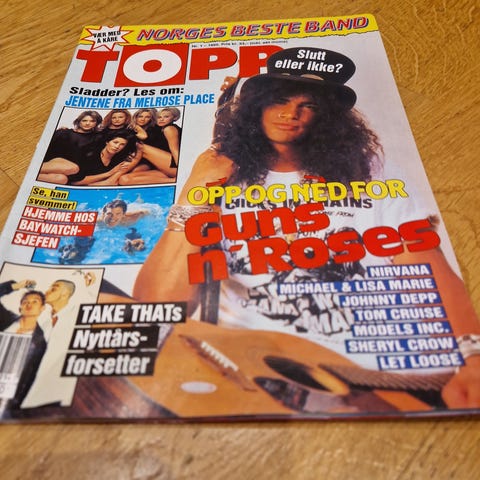 VÆR MED
Å KÅRE
NORGES BESTE BAND
TOPP
Slutt
eller ikke?
Sladder? Les om:
JENTENE FRA MELROSE PLACE
Se, han
svømmer!
HJEMME HOS
BAYWATCH-
SJEFEN
OPP OG NED FOR
Guns
n' Roses
NIRVANA
MICHAEL & LISA MARIE
JOHNNY DEPP
TOM CRUISE
MODELS INC.
SHERYL CROW
LET LOOSE
TAKE THATs
Nyttårs-
forsetter